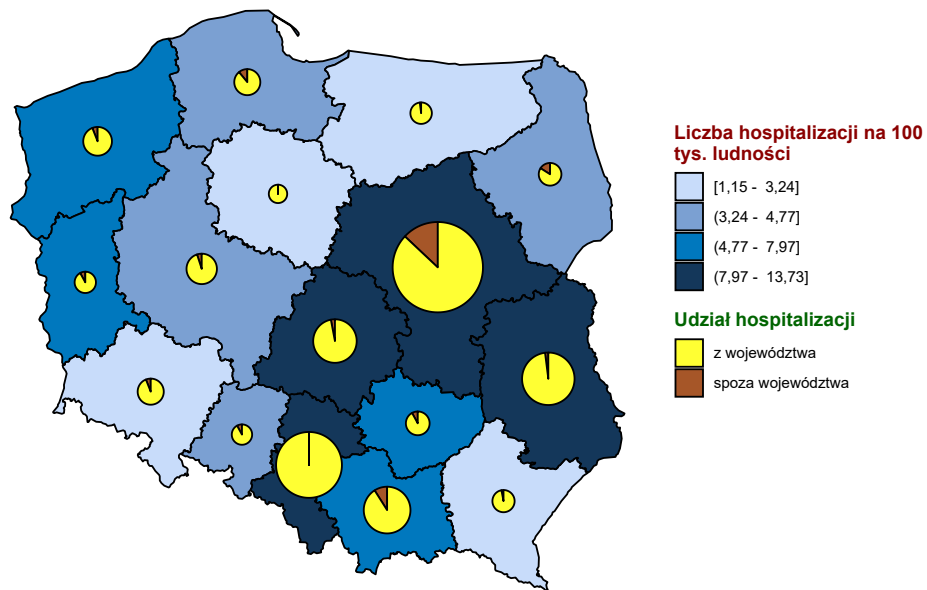 Liczba hospitalizacji na 100
tys. ludności
[1,15 - 3,24]
(3,24 - 4,77]
(4,77 - 7,97]
(7,97 - 13,73]
Udział hospitalizacji
z województwa
spoza województwa